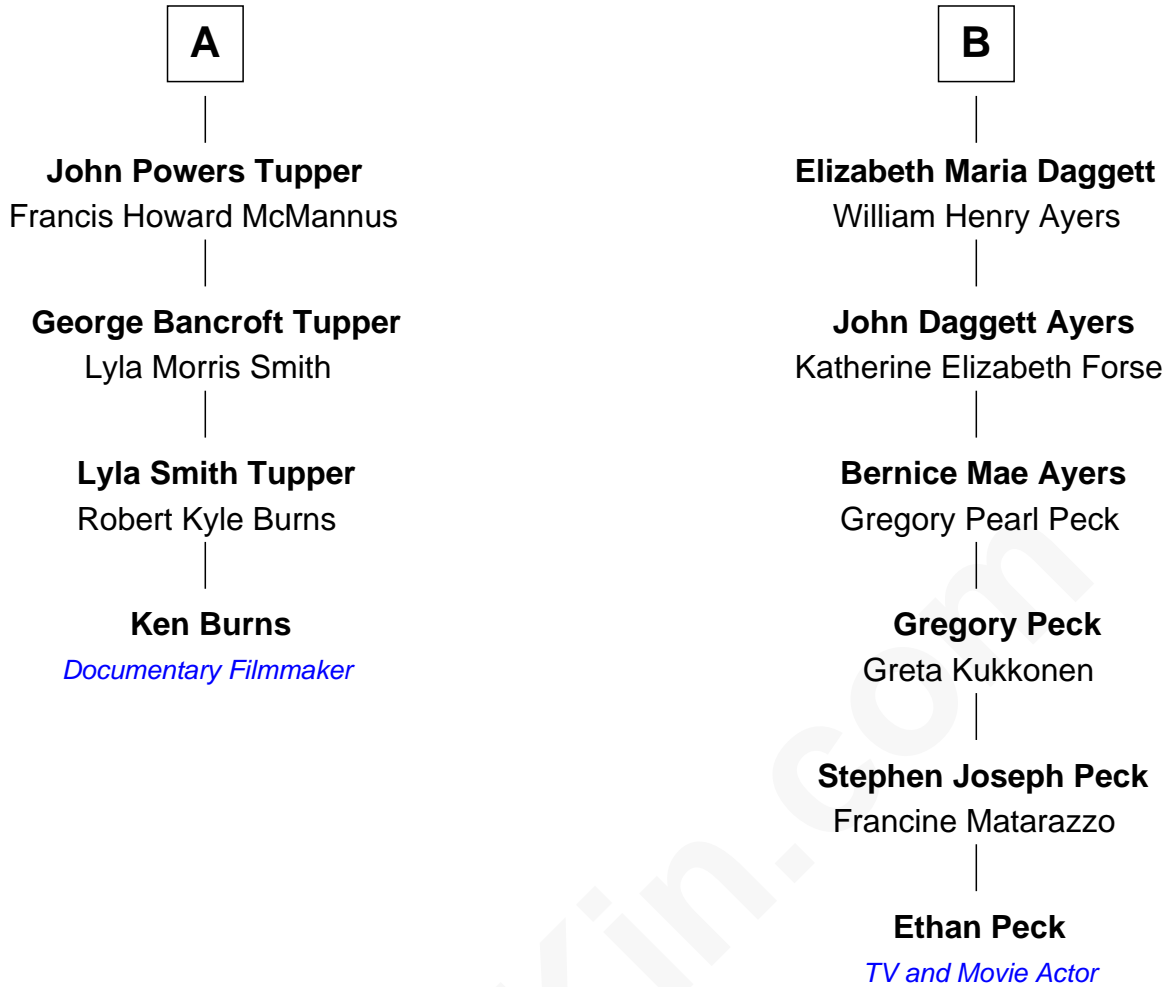 A
John Powers Tupper
Francis Howard McMannus
George Bancroft Tupper
Lyla Morris Smith
Lyla Smith Tupper
Robert Kyle Burns
Ken Burns
Documentary Filmmaker
B
Elizabeth Maria Daggett
William Henry Ayers
John Daggett Ayers
Katherine Elizabeth Forse
Bernice Mae Ayers
Gregory Pearl Peck
Gregory Peck
Greta Kukkonen
Stephen Joseph Peck
Francine Matarazzo
Ethan Peck
TV and Movie Actor
Kin.com